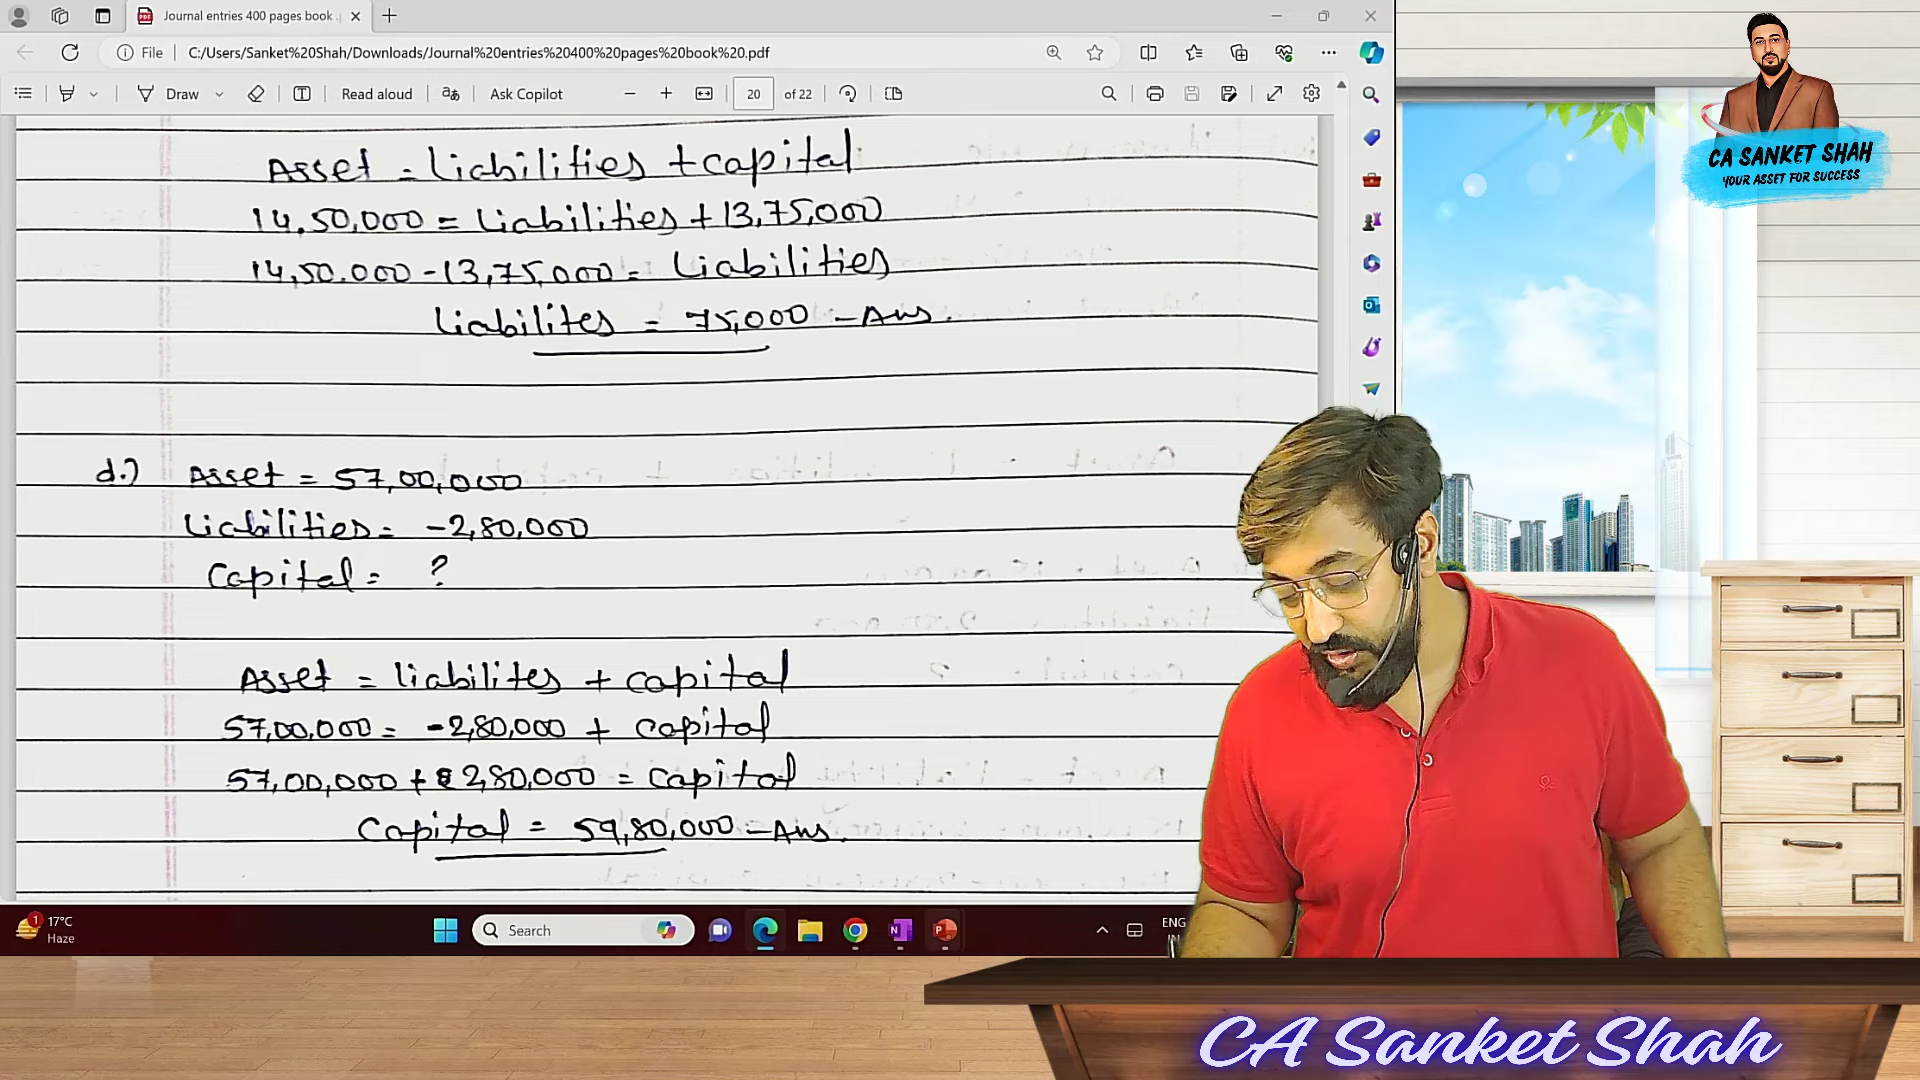 Journal entries 400 pages book .p
File
C:/Users/Sanket%20Shah/Downloads/Journal%20entries%20400%20pages%20book%20.pdf
Draw
Read aloud
Ask Copilot
20
of 22
Asset = liabilities + capital
14,50,000 = Liabilities + 13,75,000
14,50,000 - 13,75,000 = Liabilities
Liabilites = 75,000 - Ans.
d.) Asset = 57,00,000
Liabilities = -2,80,000
Capital = ?
Asset = liabilites + capital
57,00,000 = -2,80,000 + capital
57,00,000 + 2,80,000 = capital
Capital = 59,80,000 - Ans.
1
17°C
Haze
Search
ENG
IN
CA SANKET SHAH
YOUR ASSET FOR SUCCESS
CA Sanket Shah